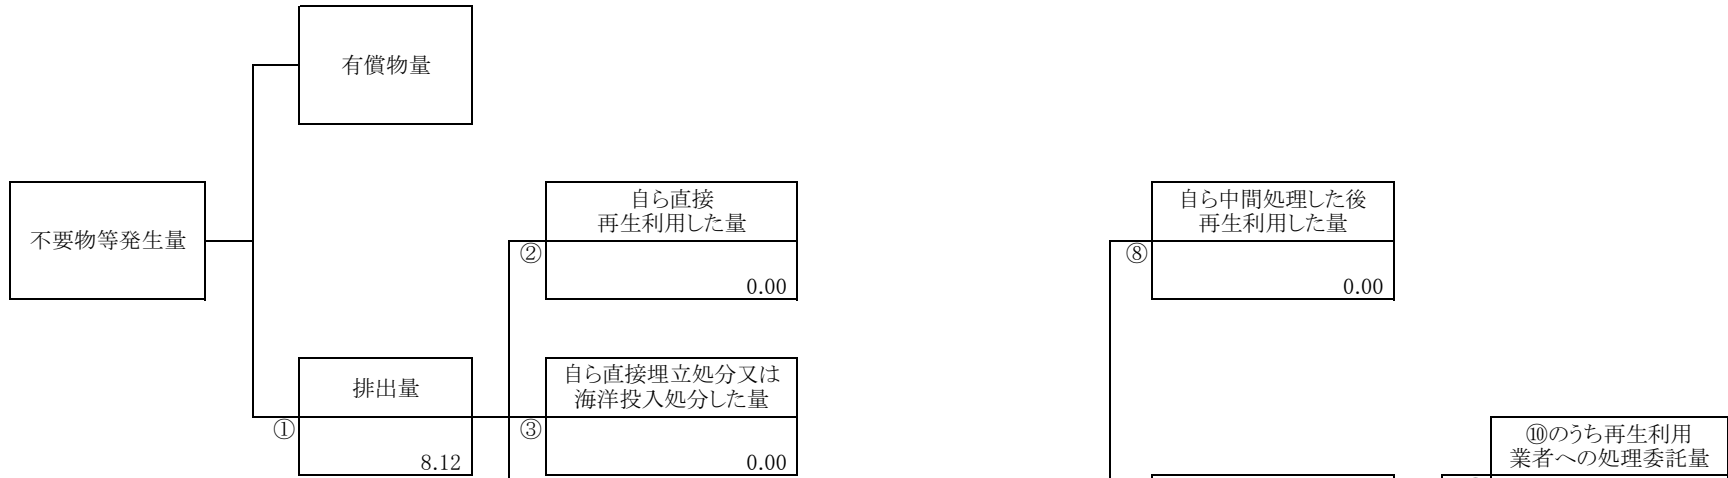 有償物量
不要物等発生量
自ら直接
再生利用した量
②
0.00
自ら中間処理した後
再生利用した量
⑧
0.00
排出量
①
8.12
自ら直接埋立処分又は
海洋投入処分した量
③
0.00
⑩のうち再生利用
業者への処理委託量